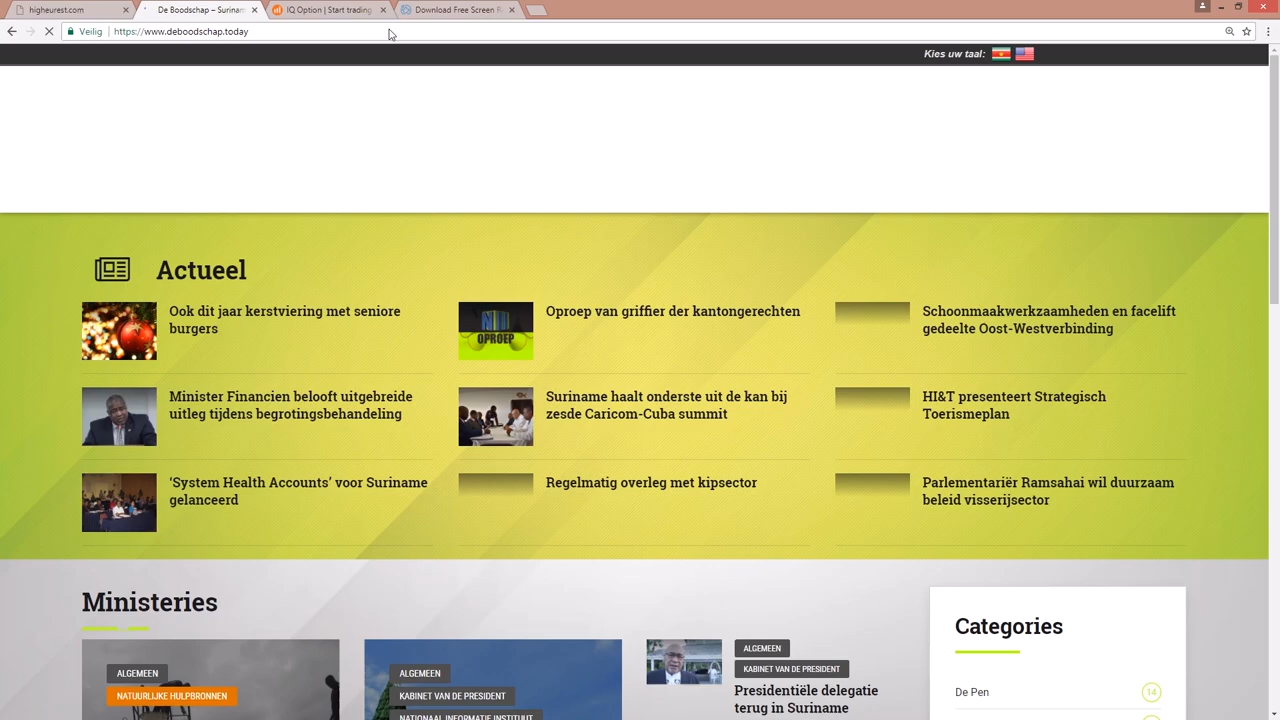 higheurest.com
De Boodschap – Surinam
IQ Option | Start trading
Download Free Screen R
Veilig
https://www.deboodschap.today
Kies uw taal:
Actueel
Ook dit jaar kerstviering met seniore
burgers
Oproep van griffier der kantongerechten
OPROEP
Schoonmaakwerkzaamheden en facelift
gedeelte Oost-Westverbinding
Minister Financien belooft uitgebreide
uitleg tijdens begrotingsbehandeling
Suriname haalt onderste uit de kan bij
zesde Caricom-Cuba summit
HI&T presenteert Strategisch
Toerismeplan
‘System Health Accounts’ voor Suriname
gelanceerd
Regelmatig overleg met kipsector
Parlementariër Ramsahai wil duurzaam
beleid visserijsector
Ministeries
ALGEMEEN
NATUURLIJKE HULPBRONNEN
ALGEMEEN
KABINET VAN DE PRESIDENT
NATIONAAL INFORMATIE INSTITUUT
ALGEMEEN
KABINET VAN DE PRESIDENT
Presidentiële delegatie
terug in Suriname
Categories
De Pen
14